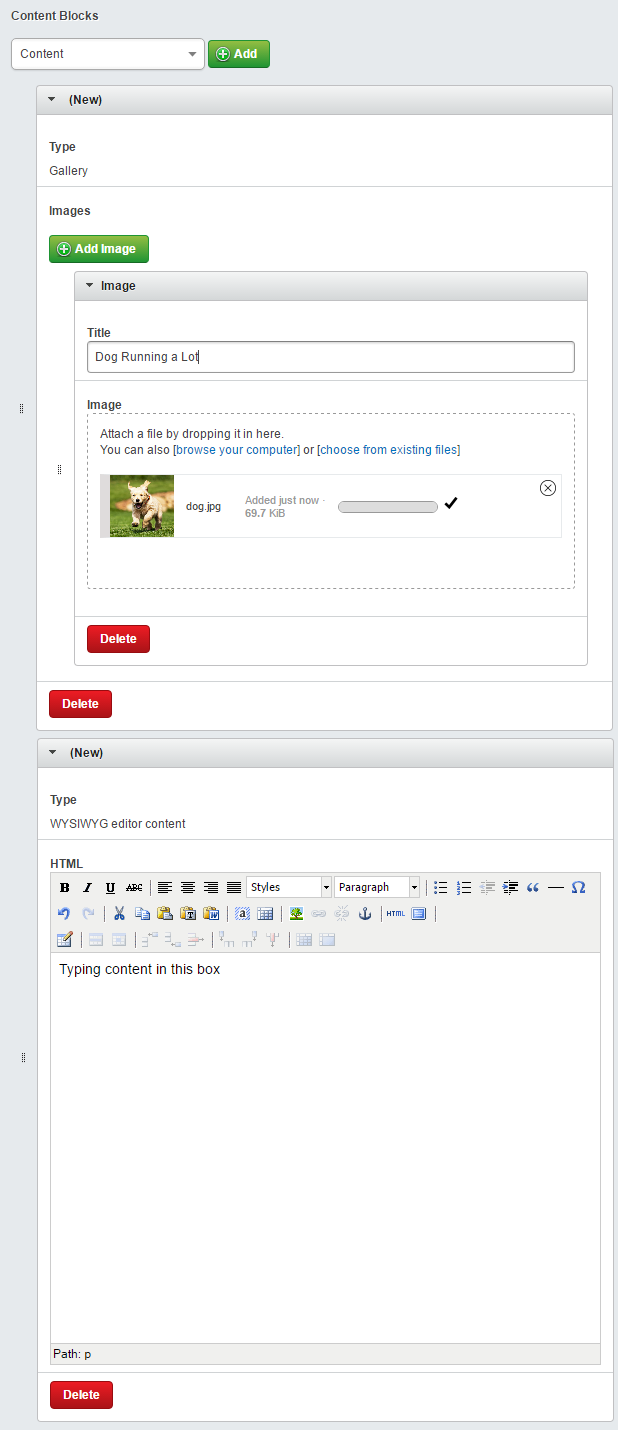 Content Blocks
Content
Add
(New)
Type
Gallery
Images
Add Image
Image
Title
Dog Running a Lot
Image
Attach a file by dropping it in here.
You can also [browse your computer] or [choose from existing files]
dog.jpg
Added just now -
69.7 KiB
Delete
Delete
(New)
Type
WYSIWYG editor content
HTML
B I U ABC Styles Paragraph “ — Ω
T W a HTML
Typing content in this box
Path: p
Delete